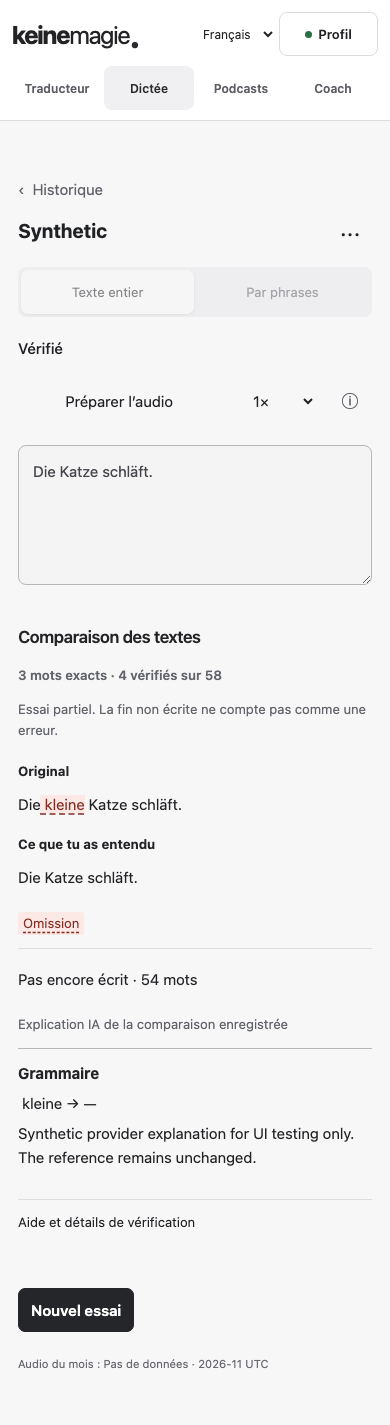 keinemagie.
Français
Profil
Traducteur
Dictée
Podcasts
Coach
‹ Historique
Synthetic
...
Texte entier
Par phrases
Vérifié
Préparer l’audio
1×
ⓘ
Die Katze schläft.
Comparaison des textes
3 mots exacts · 4 vérifiés sur 58
Essai partiel. La fin non écrite ne compte pas comme une
erreur.
Original
Die kleine Katze schläft.
Ce que tu as entendu
Die Katze schläft.
Omission
Pas encore écrit · 54 mots
Explication IA de la comparaison enregistrée
Grammaire
kleine → —
Synthetic provider explanation for UI testing only.
The reference remains unchanged.
Aide et détails de vérification
Nouvel essai
Audio du mois : Pas de données · 2026-11 UTC